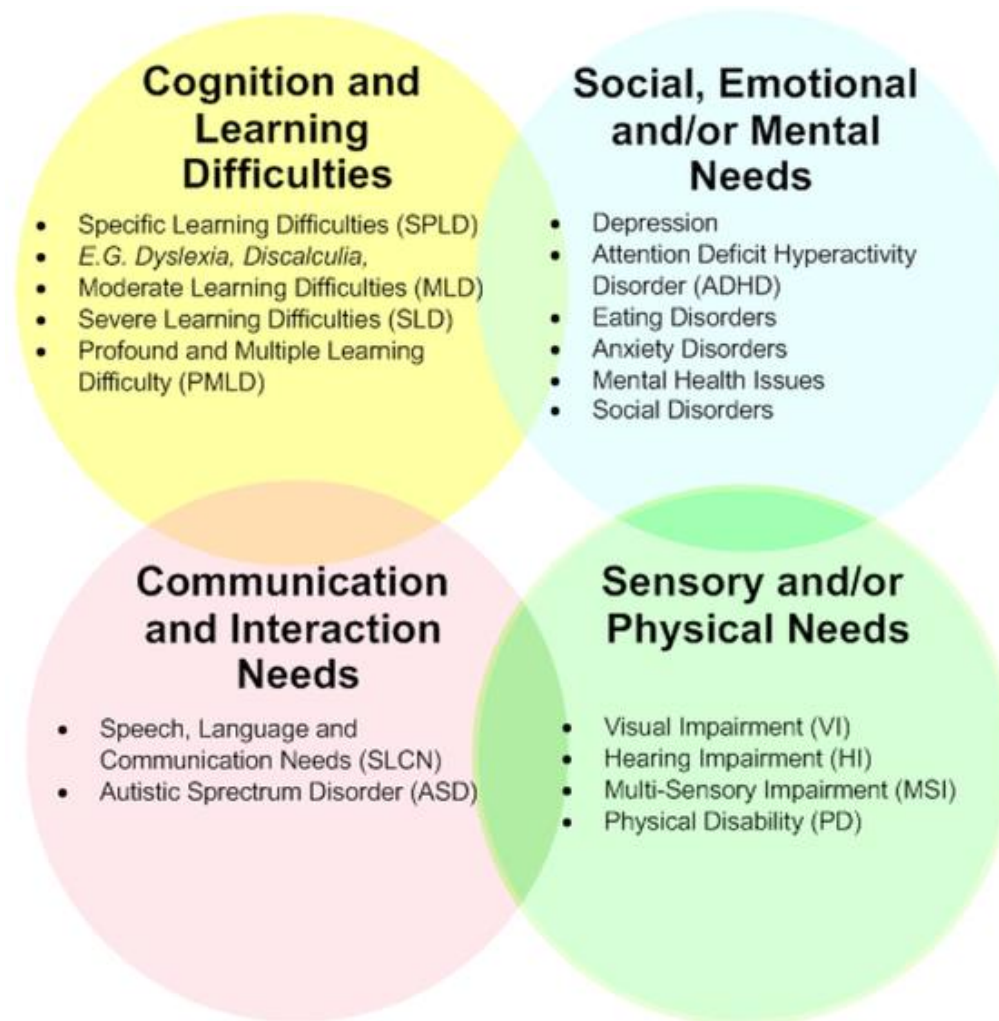 Cognition and
Learning
Difficulties
• Specific Learning Difficulties (SPLD)
• E.G. Dyslexia, Discalculia,
• Moderate Learning Difficulties (MLD)
• Severe Learning Difficulties (SLD)
• Profound and Multiple Learning
Difficulty (PMLD)
Social, Emotional
and/or Mental
Needs
• Depression
• Attention Deficit Hyperactivity
Disorder (ADHD)
• Eating Disorders
• Anxiety Disorders
• Mental Health Issues
• Social Disorders
Communication
and Interaction
Needs
• Speech, Language and
Communication Needs (SLCN)
• Autistic Sprectrum Disorder (ASD)
Sensory and/or
Physical Needs
• Visual Impairment (VI)
• Hearing Impairment (HI)
• Multi-Sensory Impairment (MSI)
• Physical Disability (PD)